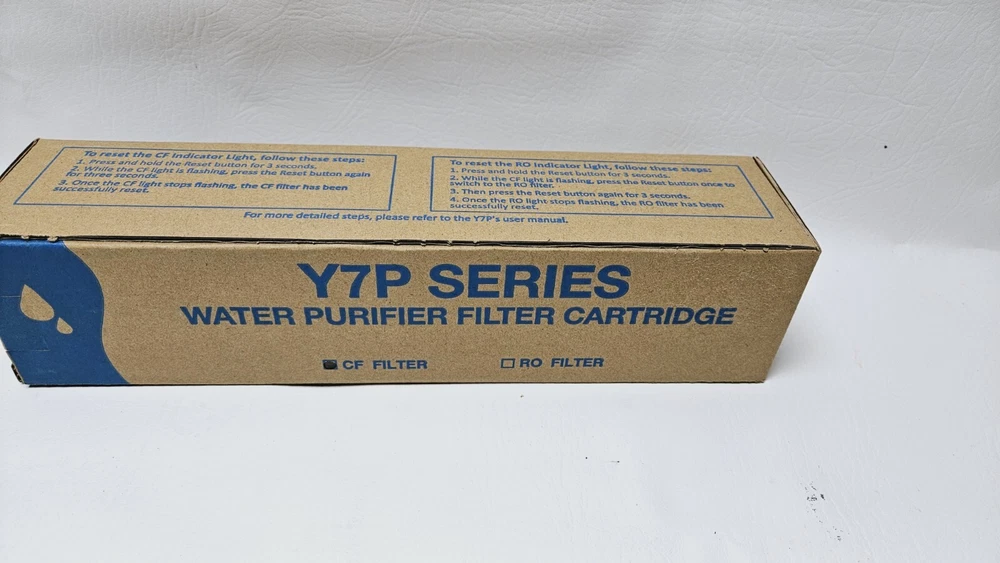 To reset the CF Indicator Light, follow these steps:
1. Press and hold the Reset button for 3 seconds.
2. While the CF light is flashing, press the Reset button again
for three seconds.
3. Once the CF light stops flashing, the CF filter has been
successfully reset.
To reset the RO Indicator Light, follow these steps:
1. Press and hold the Reset button for 3 seconds.
2. While the CF light is flashing, press the Reset button once to
switch to the RO filter.
3. Then press the Reset button again for 3 seconds.
4. Once the RO light stops flashing, the RO filter has been
successfully reset.
For more detailed steps, please refer to the Y7P's user manual.
Y7P SERIES
WATER PURIFIER FILTER CARTRIDGE
CF FILTER
RO FILTER